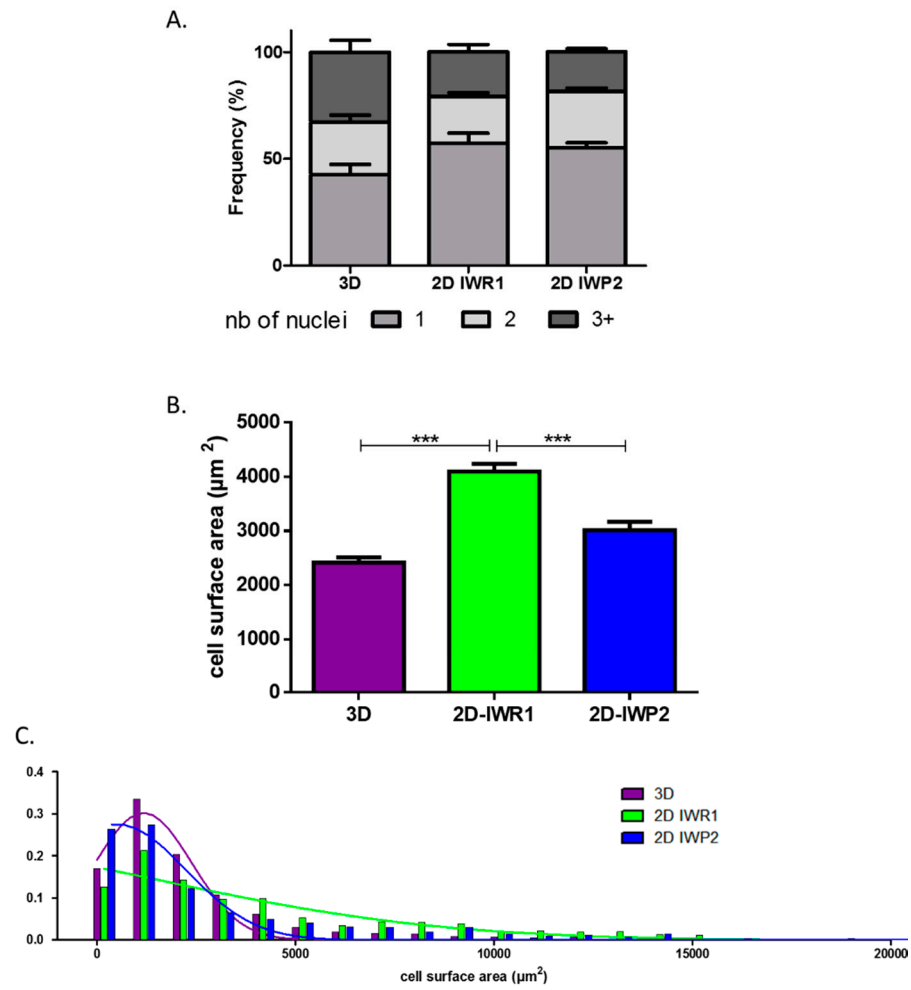 A.
Frequency (%)
100
50
0
3D 2D IWR1 2D IWP2
nb of nuclei 1 2 3+
B.
cell surface area (µm ²)
5000
4000
3000
2000
1000
0
*** ***
3D 2D-IWR1 2D-IWP2
C.
0.4
0.3
0.2
0.1
0.0
3D
2D IWR1
2D IWP2
0 5000 10000 15000 20000
cell surface area (µm²)